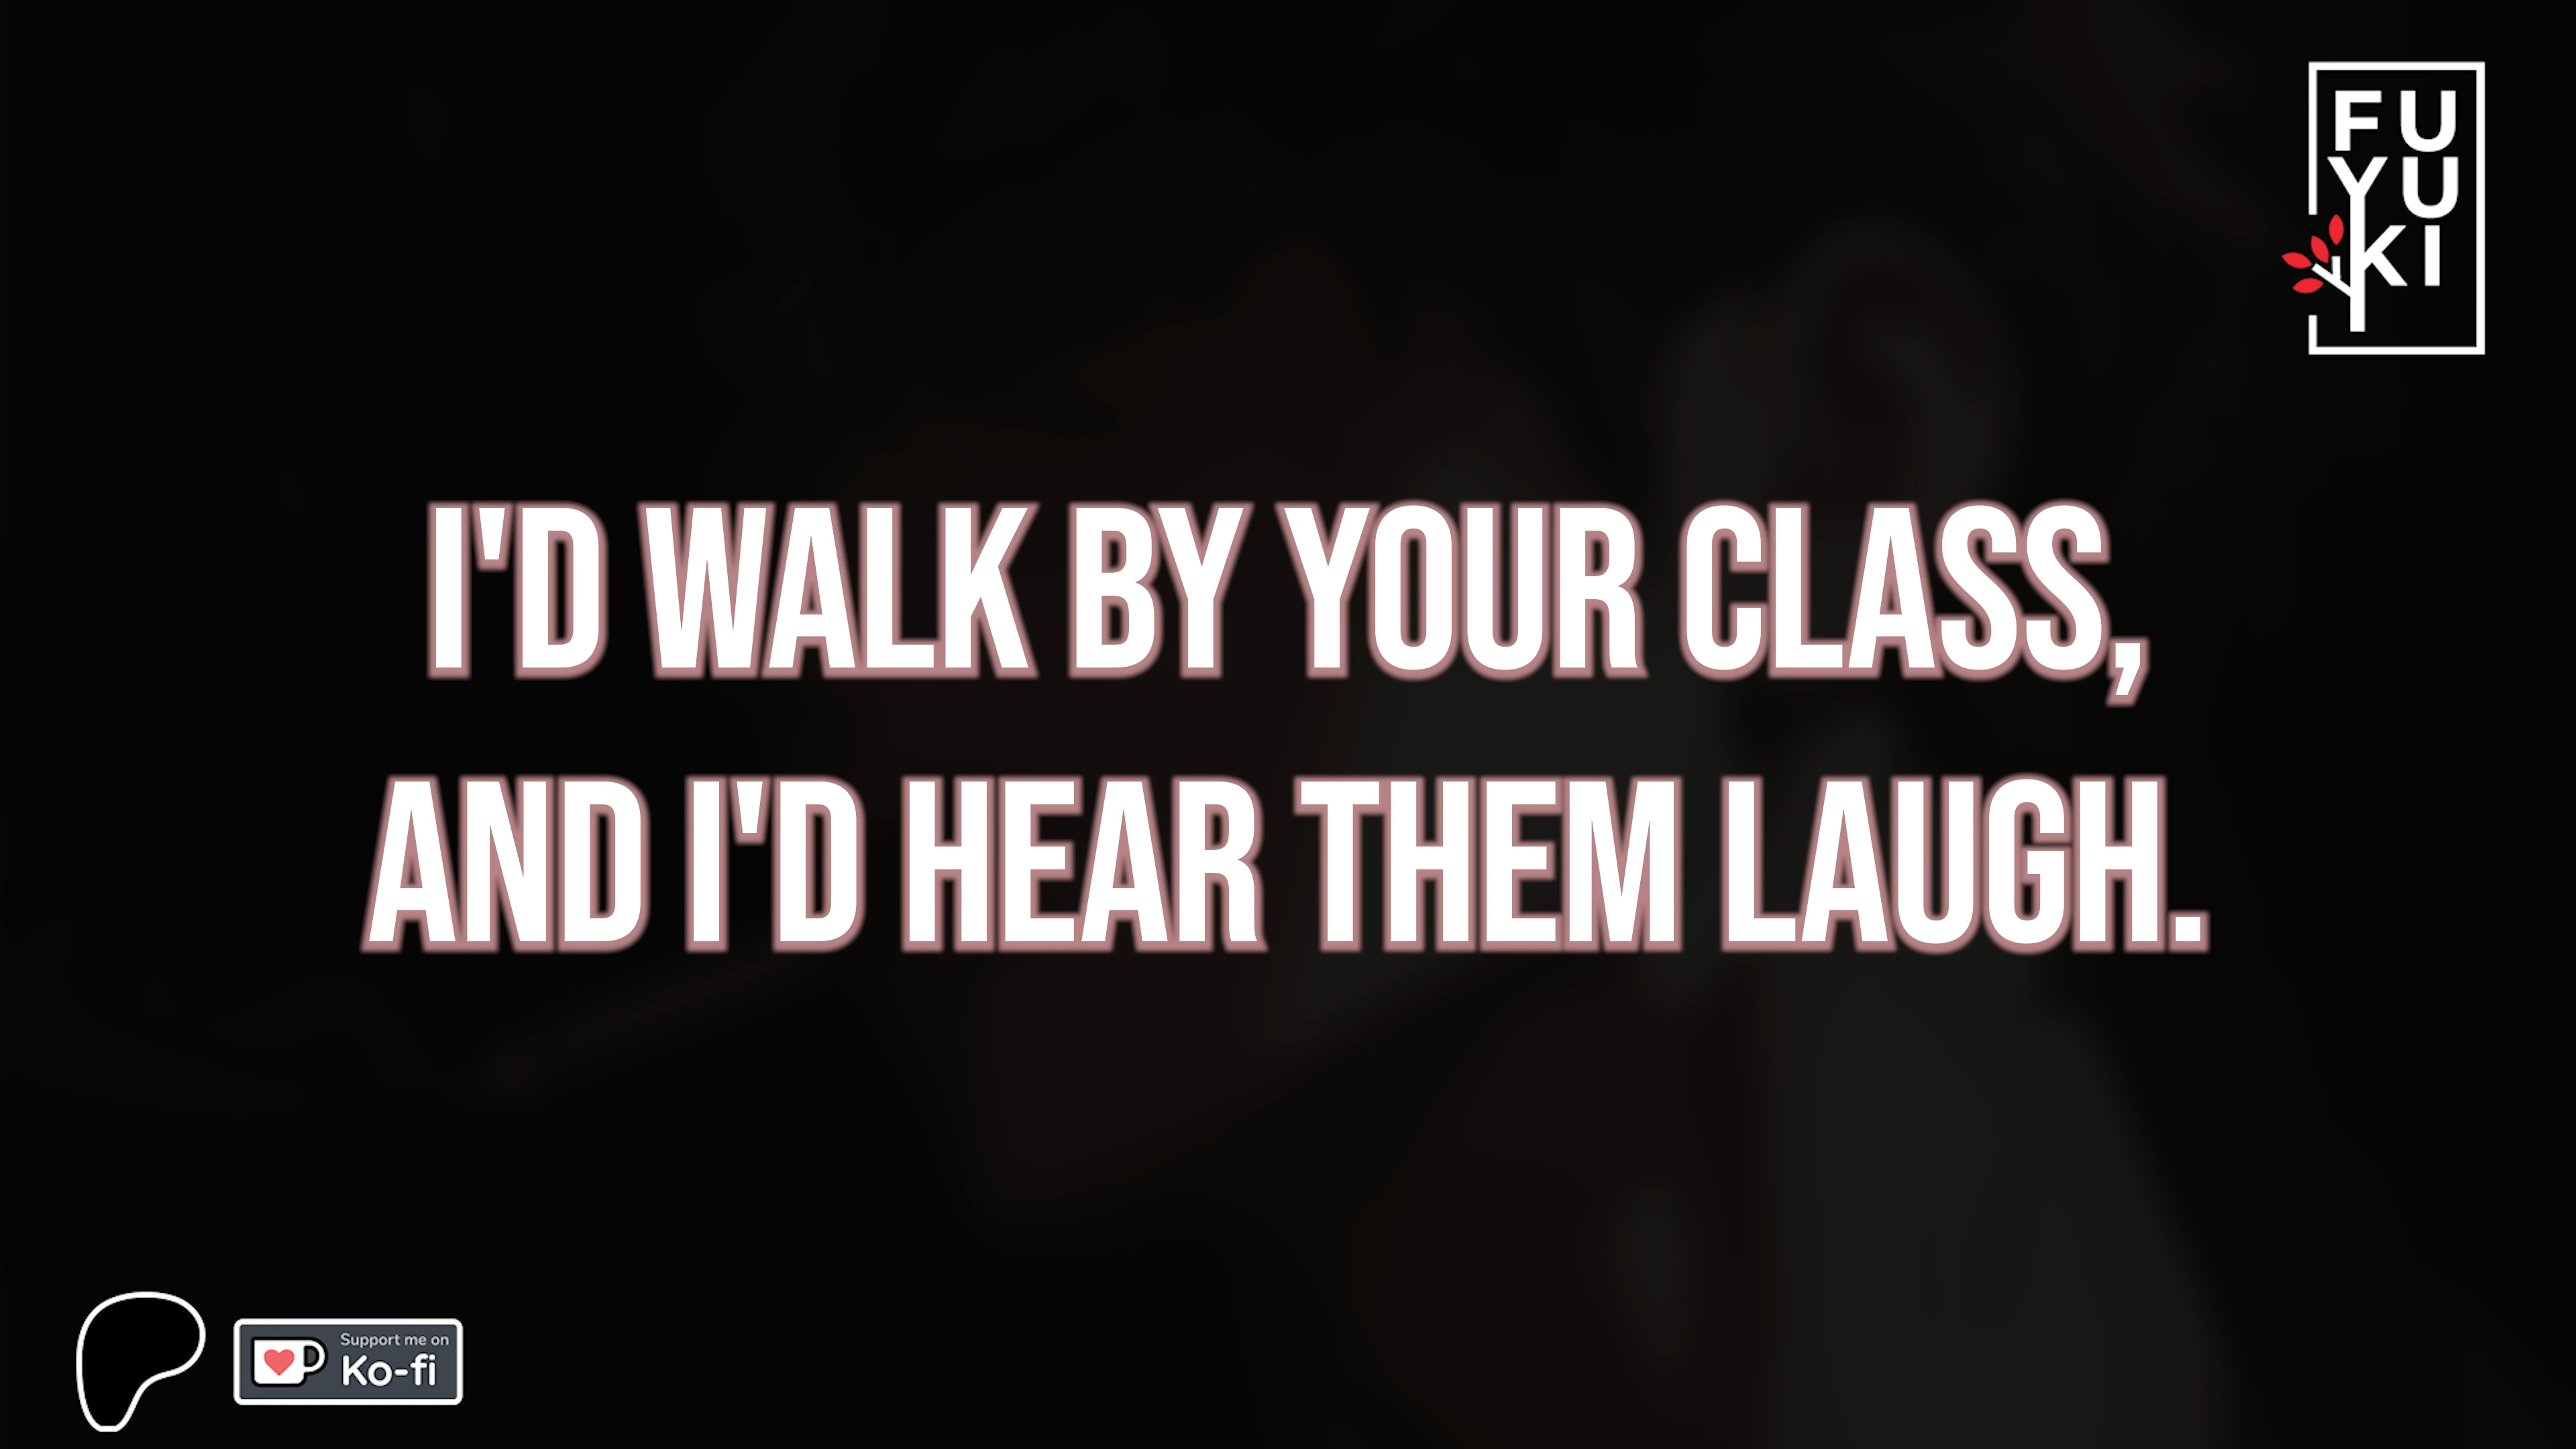 FU
YU
KI
I'D WALK BY YOUR CLASS,
AND I'D HEAR THEM LAUGH.
Support me on
Ko-fi